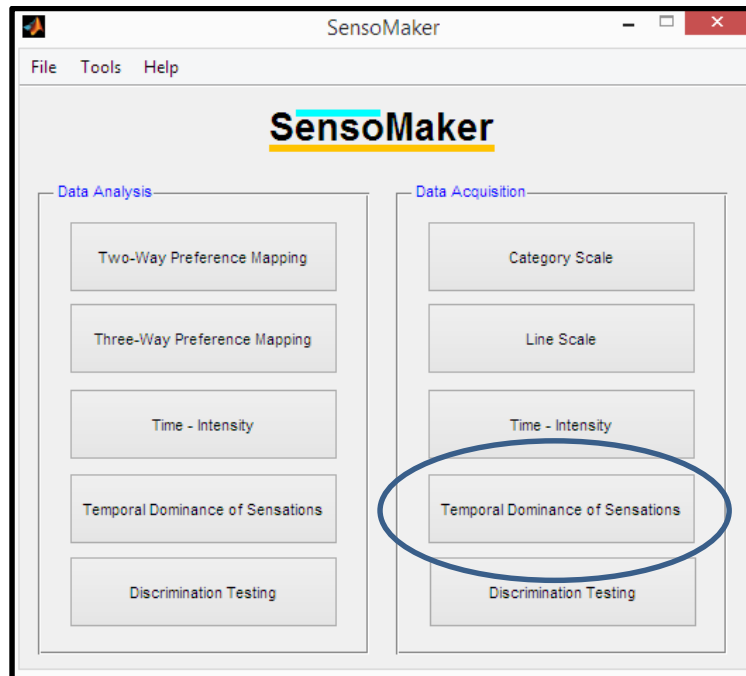 SensoMaker
File Tools Help
SensoMaker
Data Analysis
Two-Way Preference Mapping
Three-Way Preference Mapping
Time - Intensity
Temporal Dominance of Sensations
Discrimination Testing
Data Acquisition
Category Scale
Line Scale
Time - Intensity
Temporal Dominance of Sensations
Discrimination Testing